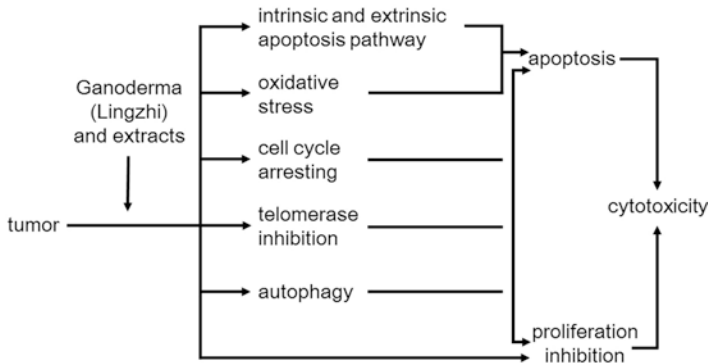 intrinsic and extrinsic
apoptosis pathway
apoptosis
Ganoderma
(Lingzhi)
and extracts
oxidative
stress
cell cycle
arresting
tumor
telomerase
inhibition
cytotoxicity
autophagy
proliferation
inhibition